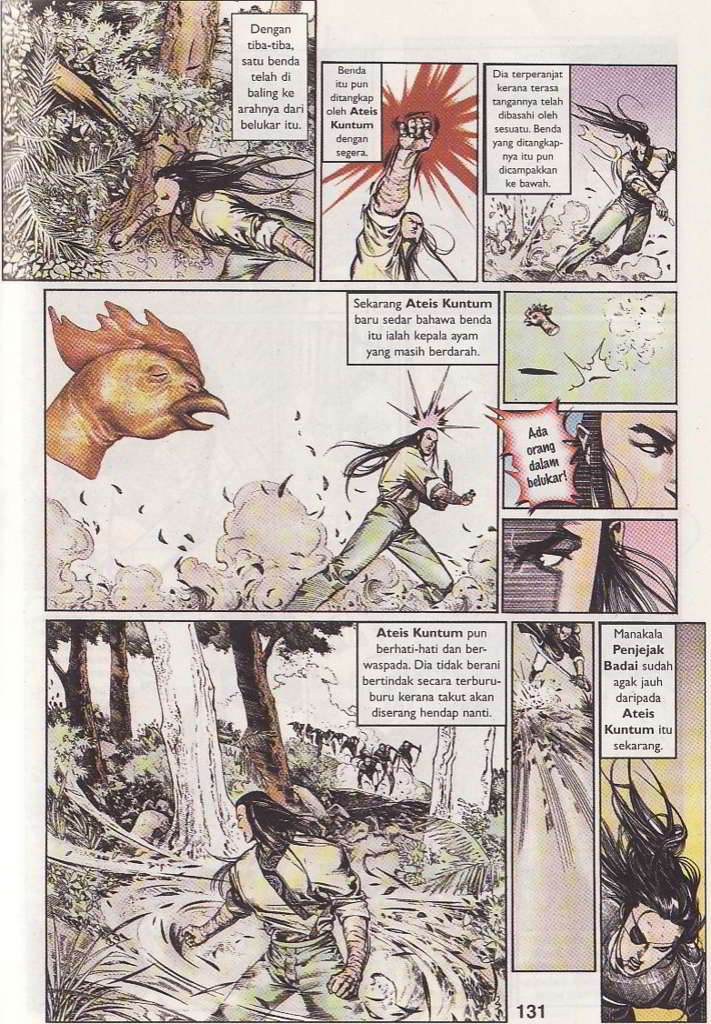 Dengan
tiba-tiba,
satu benda
telah di
baling ke
arahnya dari
belukar itu.
Benda
itu pun
ditangkap
oleh Ateis
Kuntum
dengan
segera.
Dia terperanjat
kerana terasa
tangannya telah
dibasahi oleh
sesuatu. Benda
yang ditangkap-
nya itu pun
dicampakkan
ke bawah.
Sekarang Ateis Kuntum
baru sedar bahawa benda
itu ialah kepala ayam
yang masih berdarah.
Ada
orang
dalam
belukar!
Ateis Kuntum pun
berhati-hati dan ber-
waspada. Dia tidak berani
bertindak secara terburu-
buru kerana takut akan
diserang hendap nanti.
Manakala
Penjejak
Badai sudah
agak jauh
daripada
Ateis
Kuntum itu
sekarang.
131